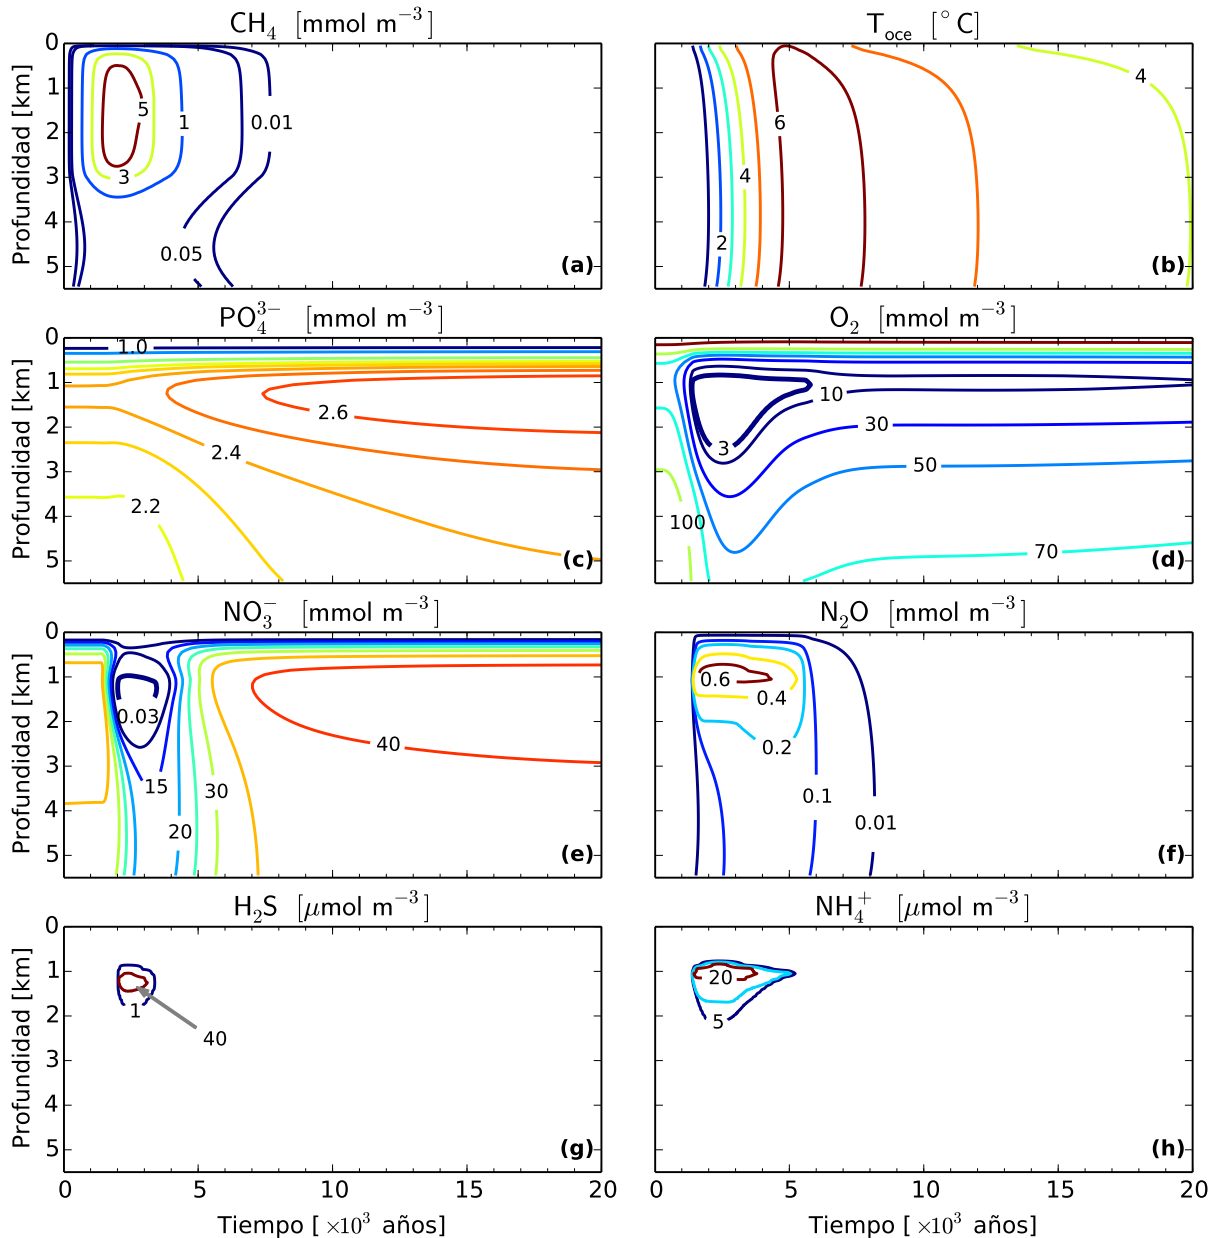 CH₄ [mmol m⁻³]
T_oce [°C]
0
1
2
3
4
5
Profundidad [km]
5
1
0.01
3
0.05
(a)
6
4
4
2
(b)
PO₄³⁻ [mmol m⁻³]
O₂ [mmol m⁻³]
0
1
2
3
4
5
Profundidad [km]
1.0
2.6
2.4
2.2
(c)
10
30
3
50
100
70
(d)
NO₃⁻ [mmol m⁻³]
N₂O [mmol m⁻³]
0
1
2
3
4
5
Profundidad [km]
0.03
40
15
30
20
(e)
0.6
0.4
0.2
0.1
0.01
(f)
H₂S [μmol m⁻³]
NH₄⁺ [μmol m⁻³]
0
1
2
3
4
5
Profundidad [km]
1
40
(g)
20
5
(h)
0 5 10 15 20
0 5 10 15 20
Tiempo [ ×10³ años]
Tiempo [ ×10³ años]